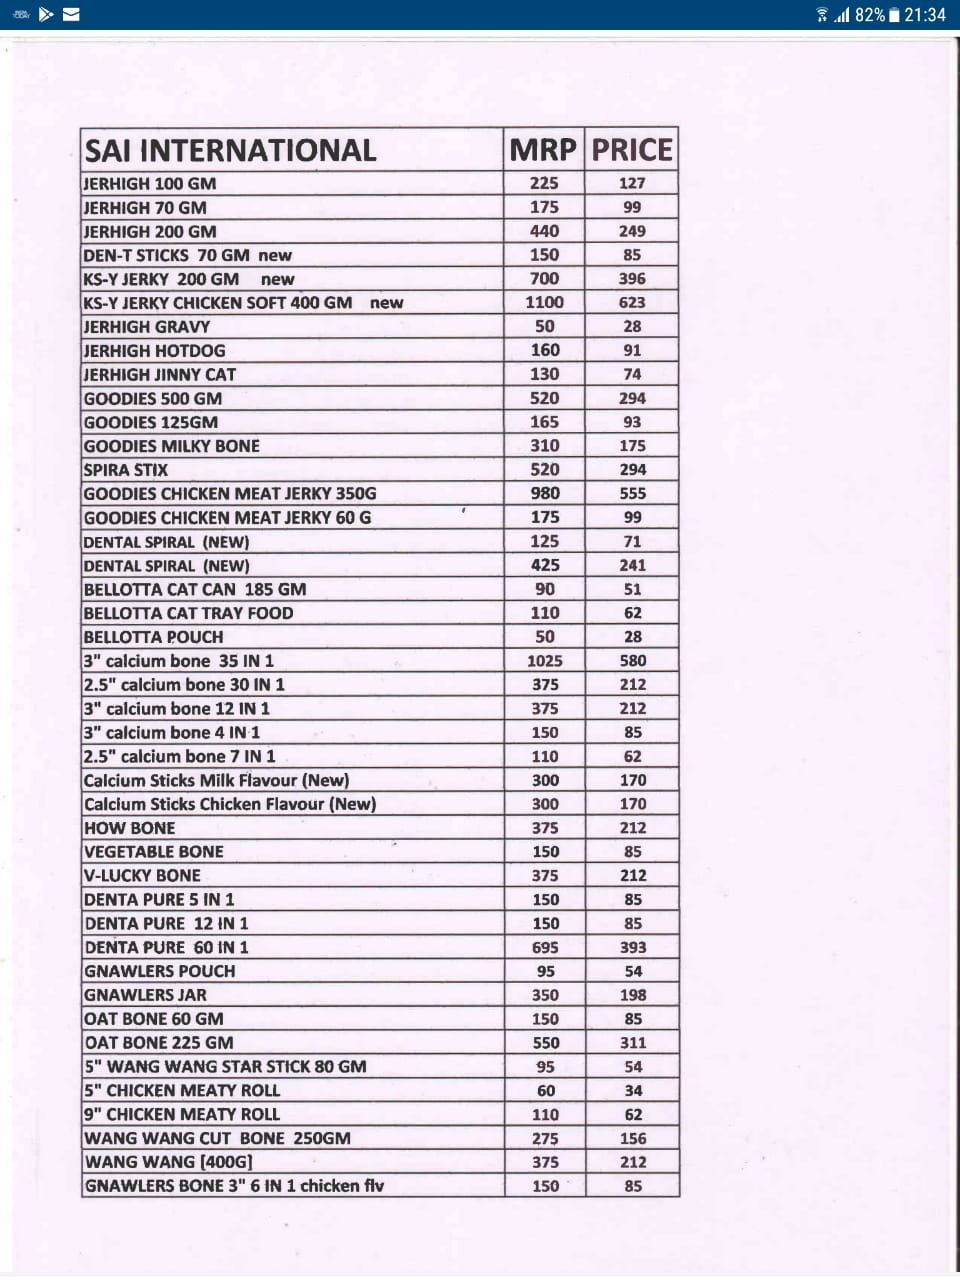 82% 21:34
SAI INTERNATIONAL MRP PRICE
JERHIGH 100 GM 225 127
JERHIGH 70 GM 175 99
JERHIGH 200 GM 440 249
DEN-T STICKS 70 GM new 150 85
KS-Y JERKY 200 GM new 700 396
KS-Y JERKY CHICKEN SOFT 400 GM new 1100 623
JERHIGH GRAVY 50 28
JERHIGH HOTDOG 160 91
JERHIGH JINNY CAT 130 74
GOODIES 500 GM 520 294
GOODIES 125GM 165 93
GOODIES MILKY BONE 310 175
SPIRA STIX 520 294
GOODIES CHICKEN MEAT JERKY 350G 980 555
GOODIES CHICKEN MEAT JERKY 60 G 175 99
DENTAL SPIRAL (NEW) 125 71
DENTAL SPIRAL (NEW) 425 241
BELLOTTA CAT CAN 185 GM 90 51
BELLOTTA CAT TRAY FOOD 110 62
BELLOTTA POUCH 50 28
3" calcium bone 35 IN 1 1025 580
2.5" calcium bone 30 IN 1 375 212
3" calcium bone 12 IN 1 375 212
3" calcium bone 4 IN 1 150 85
2.5" calcium bone 7 IN 1 110 62
Calcium Sticks Milk Flavour (New) 300 170
Calcium Sticks Chicken Flavour (New) 300 170
HOW BONE 375 212
VEGETABLE BONE 150 85
V-LUCKY BONE 375 212
DENTA PURE 5 IN 1 150 85
DENTA PURE 12 IN 1 150 85
DENTA PURE 60 IN 1 695 393
GNAWLERS POUCH 95 54
GNAWLERS JAR 350 198
OAT BONE 60 GM 150 85
OAT BONE 225 GM 550 311
5" WANG WANG STAR STICK 80 GM 95 54
5" CHICKEN MEATY ROLL 60 34
9" CHICKEN MEATY ROLL 110 62
WANG WANG CUT BONE 250GM 275 156
WANG WANG [400G] 375 212
GNAWLERS BONE 3" 6 IN 1 chicken flv 150 85